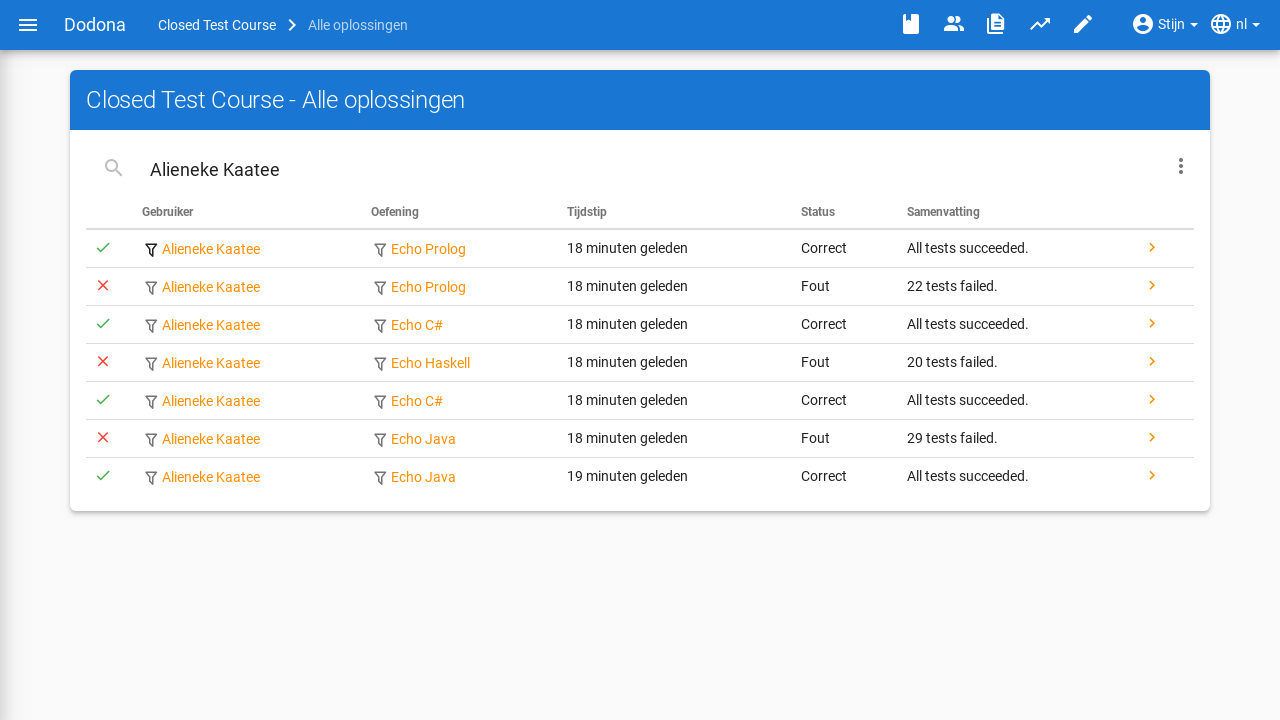 Dodona Closed Test Course Alle oplossingen Stijn nl
Closed Test Course - Alle oplossingen
Alieneke Kaatee
Gebruiker Oefening Tijdstip Status Samenvatting
Alieneke Kaatee Echo Prolog 18 minuten geleden Correct All tests succeeded.
Alieneke Kaatee Echo Prolog 18 minuten geleden Fout 22 tests failed.
Alieneke Kaatee Echo C# 18 minuten geleden Correct All tests succeeded.
Alieneke Kaatee Echo Haskell 18 minuten geleden Fout 20 tests failed.
Alieneke Kaatee Echo C# 18 minuten geleden Correct All tests succeeded.
Alieneke Kaatee Echo Java 18 minuten geleden Fout 29 tests failed.
Alieneke Kaatee Echo Java 19 minuten geleden Correct All tests succeeded.